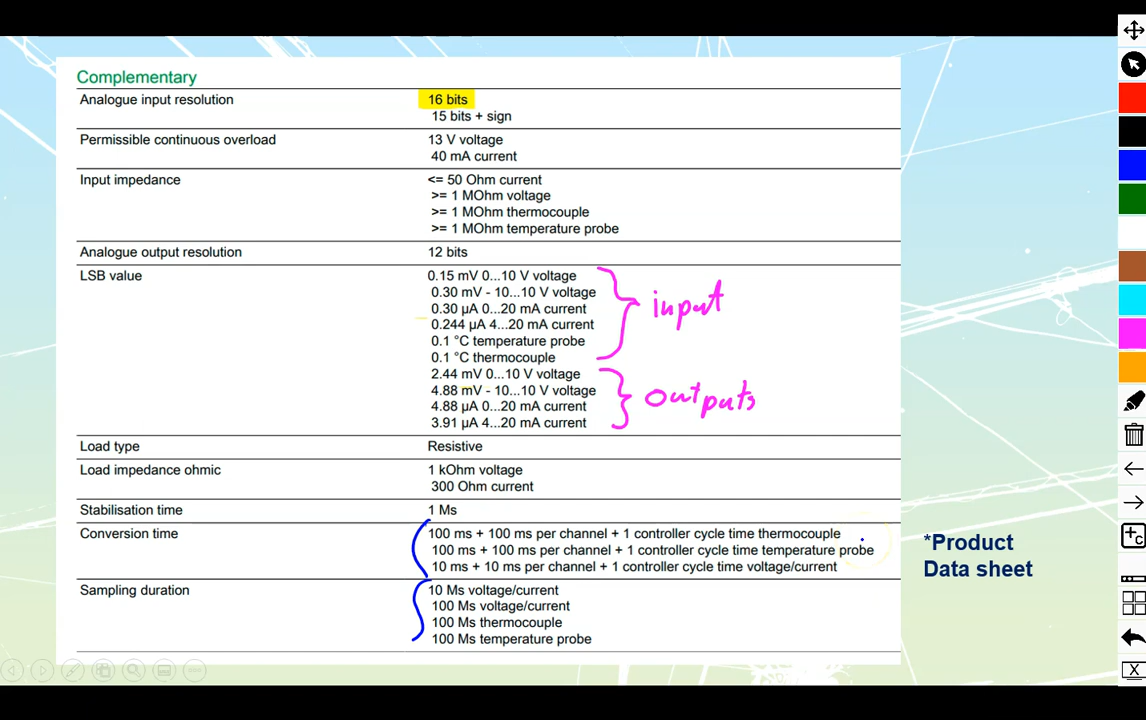 Complementary
Analogue input resolution 16 bits
15 bits + sign
Permissible continuous overload 13 V voltage
40 mA current
Input impedance <= 50 Ohm current
>= 1 MOhm voltage
>= 1 MOhm thermocouple
>= 1 MOhm temperature probe
Analogue output resolution 12 bits
LSB value 0.15 mV 0...10 V voltage
0.30 mV - 10...10 V voltage
0.30 µA 0...20 mA current
0.244 µA 4...20 mA current
0.1 °C temperature probe
0.1 °C thermocouple
input
2.44 mV 0...10 V voltage
4.88 mV - 10...10 V voltage
4.88 µA 0...20 mA current
3.91 µA 4...20 mA current
outputs
Load type Resistive
Load impedance ohmic 1 kOhm voltage
300 Ohm current
Stabilisation time 1 Ms
Conversion time 100 ms + 100 ms per channel + 1 controller cycle time thermocouple
100 ms + 100 ms per channel + 1 controller cycle time temperature probe
10 ms + 10 ms per channel + 1 controller cycle time voltage/current
Sampling duration 10 Ms voltage/current
100 Ms voltage/current
100 Ms thermocouple
100 Ms temperature probe
*Product
Data sheet